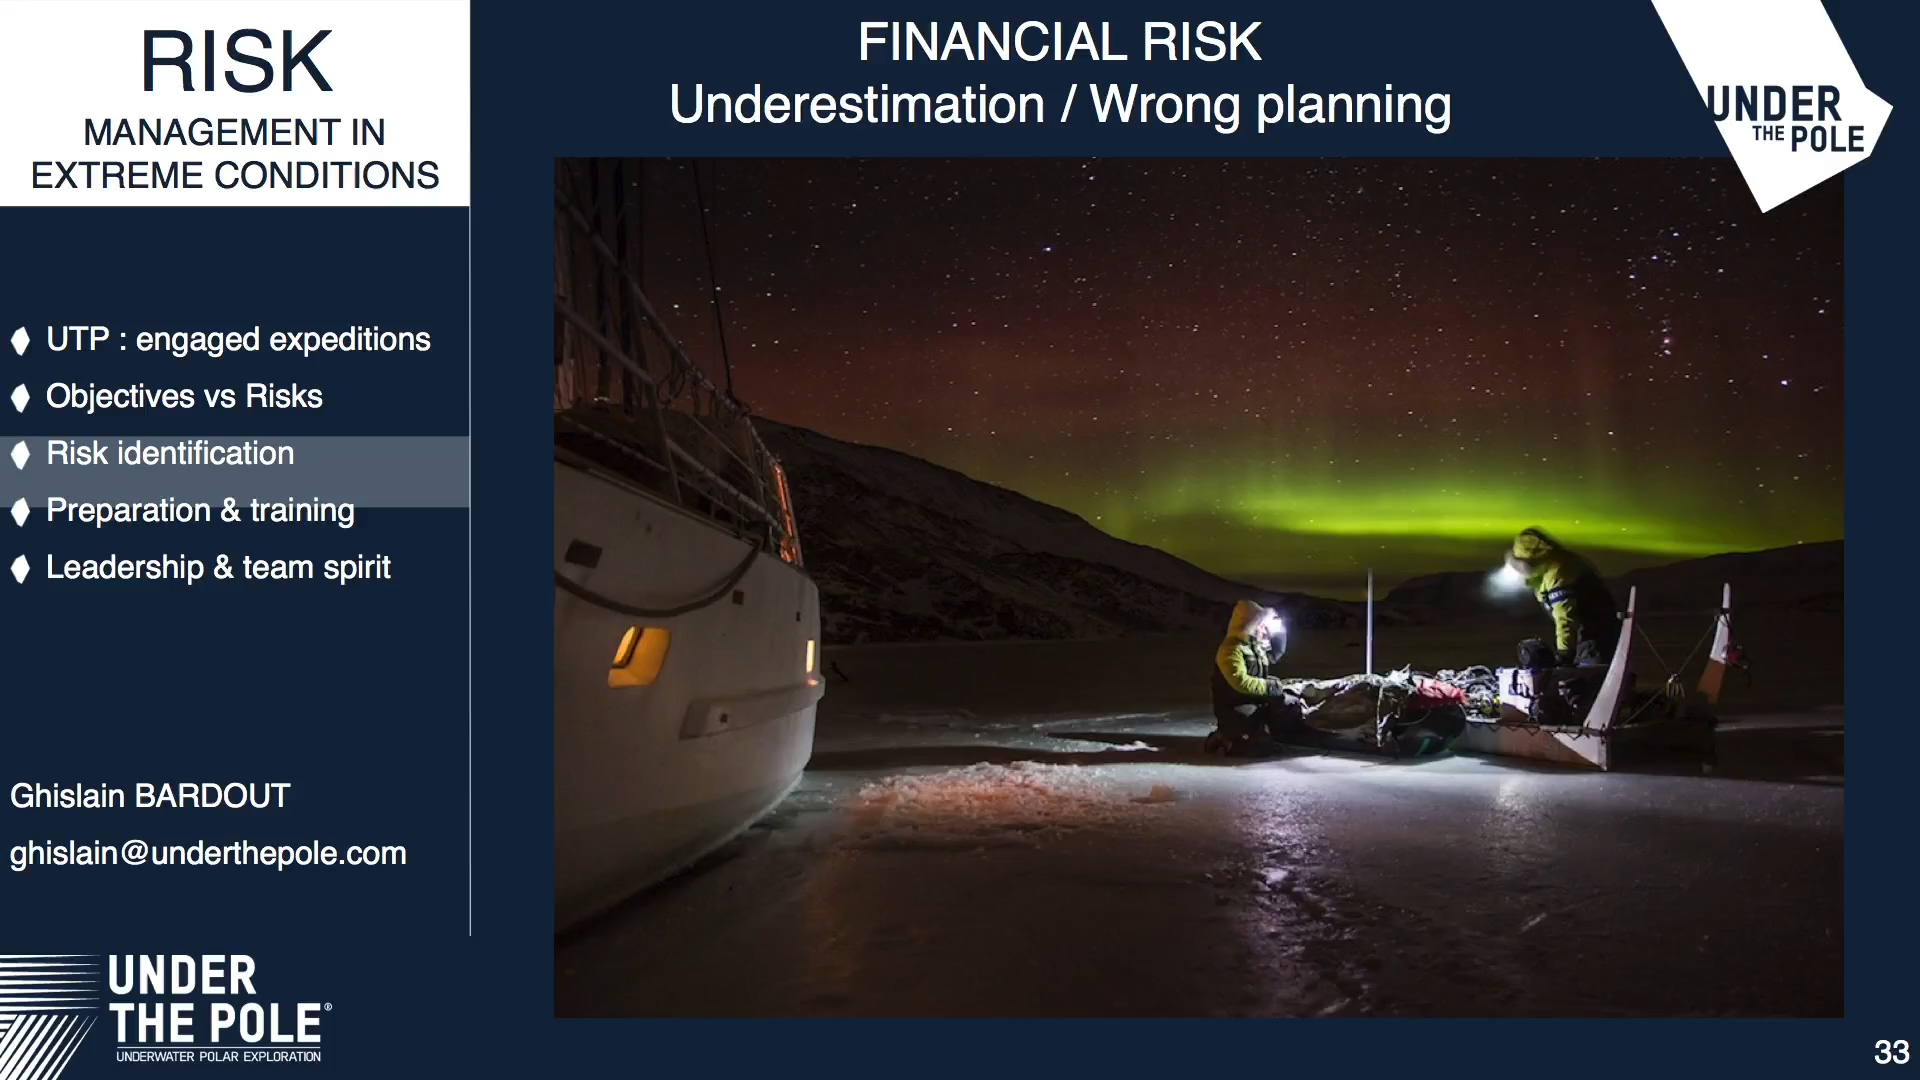 RISK
MANAGEMENT IN
EXTREME CONDITIONS
UTP : engaged expeditions
Objectives vs Risks
Risk identification
Preparation & training
Leadership & team spirit
Ghislain BARDOUT
ghislain@underthepole.com
UNDER
THE POLE®
UNDERWATER POLAR EXPLORATION
FINANCIAL RISK
Underestimation / Wrong planning
UNDER
THE POLE
33